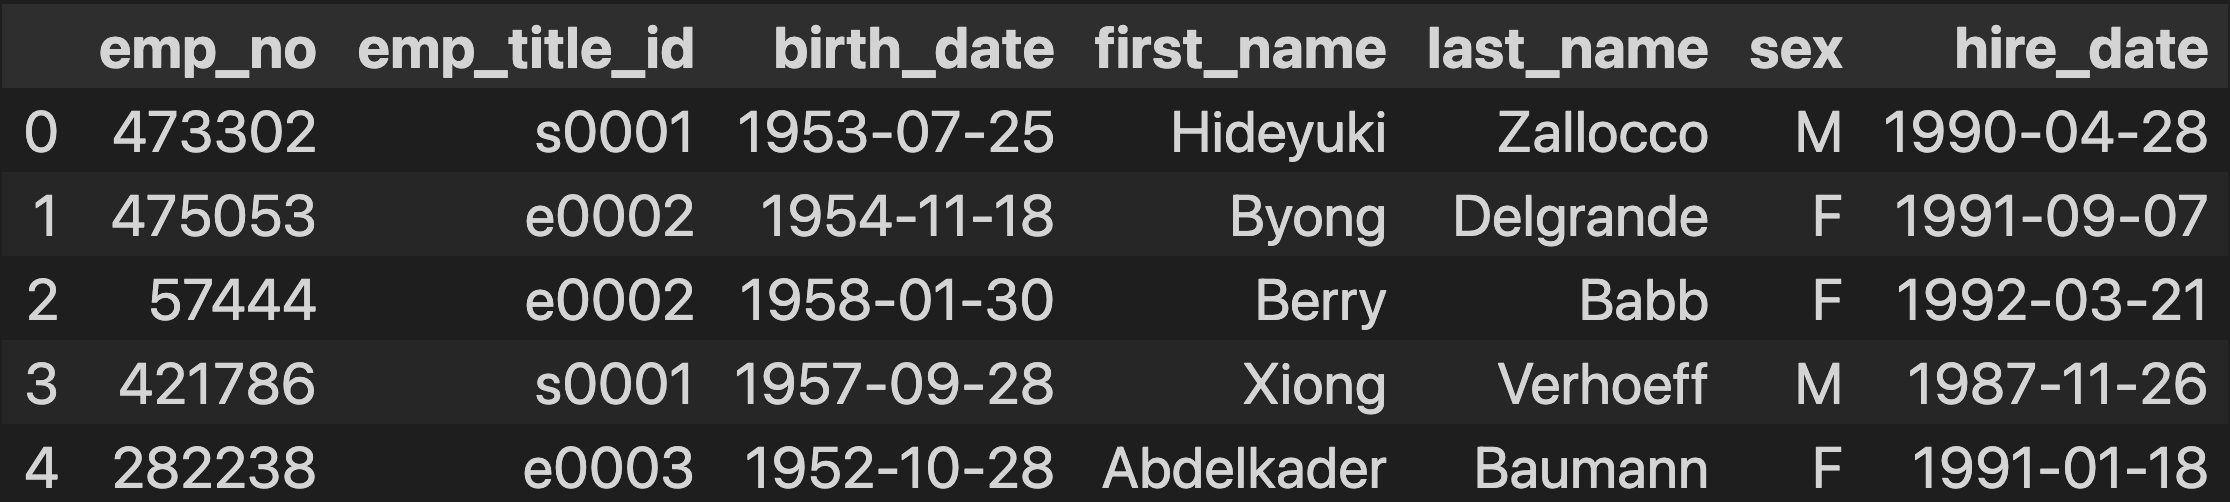 emp_no emp_title_id birth_date first_name last_name sex hire_date
0 473302 s0001 1953-07-25 Hideyuki Zallocco M 1990-04-28
1 475053 e0002 1954-11-18 Byong Delgrande F 1991-09-07
2 57444 e0002 1958-01-30 Berry Babb F 1992-03-21
3 421786 s0001 1957-09-28 Xiong Verhoeff M 1987-11-26
4 282238 e0003 1952-10-28 Abdelkader Baumann F 1991-01-18